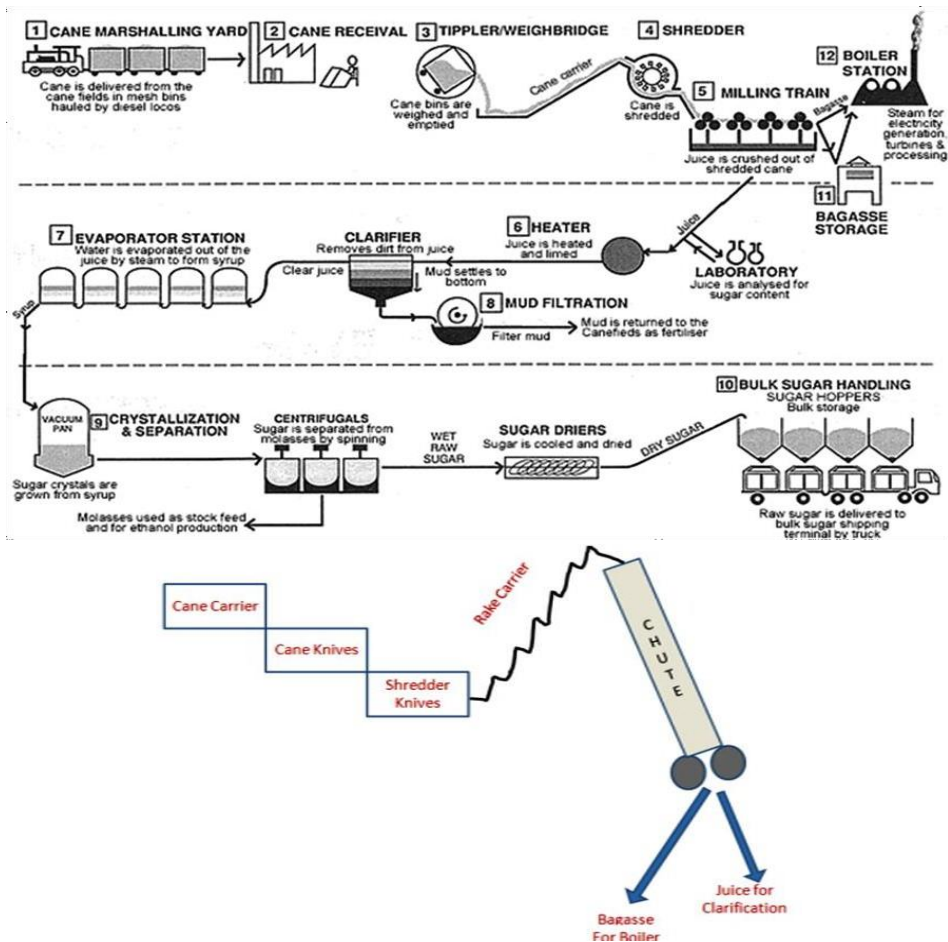 1 CANE MARSHALLING YARD
Cane is delivered from the
cane fields in mesh bins
hauled by diesel locos
2 CANE RECEIVAL
3 TIPPLER/WEIGHBRIDGE
Cane bins are
weighed and
emptied
Cane carrier
4 SHREDDER
Cane is
shredded
5 MILLING TRAIN
Juice is crushed out of
shredded cane
Bagasse
12 BOILER
STATION
Steam for
electricity
generation,
turbines &
processing
11
BAGASSE
STORAGE
Juice
LABORATORY
Juice is analysed for
sugar content
6 HEATER
Juice is heated
and limed
CLARIFIER
Removes dirt from juice
Clear juice
Mud settles to
bottom
7 EVAPORATOR STATION
Water is evaporated out of the
juice by steam to form syrup
8 MUD FILTRATION
Filter mud
Mud is returned to the
Canefieds as fertiliser
Syrup
VACUUM
PAN
9 CRYSTALLIZATION
& SEPARATION
Sugar crystals are
grown from syrup
CENTRIFUGALS
Sugar is separated from
molasses by spinning
Molasses used as stock feed
and for ethanol production
WET
RAW
SUGAR
SUGAR DRIERS
Sugar is cooled and dried
DRY SUGAR
10 BULK SUGAR HANDLING
SUGAR HOPPERS
Bulk storage
Raw sugar is delivered to
bulk sugar shipping
terminal by truck
Cane Carrier
Cane Knives
Shredder
Knives
Rake Carrier
CHUTE
Bagasse
For Boiler
Juice for
Clarification